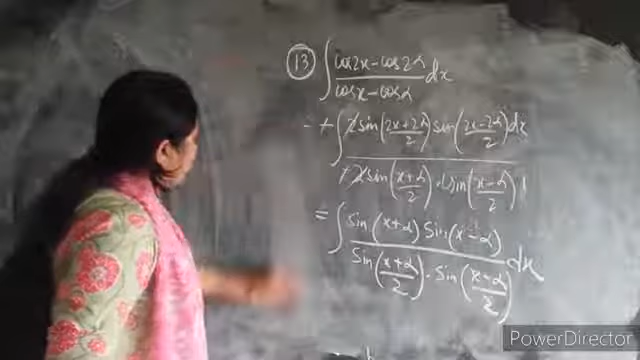 (13) ∫ (cos2x - cos2α)/(cosx - cosα) dx
= + ∫ (2 sin((2x+2α)/2) sin((2x-2α)/2) dx)/(+2 sin((x+α)/2) · sin((x-α)/2))
= ∫ (sin(x+α) sin(x-α))/(sin((x+α)/2) · sin((x-α)/2)) dx
PowerDirector